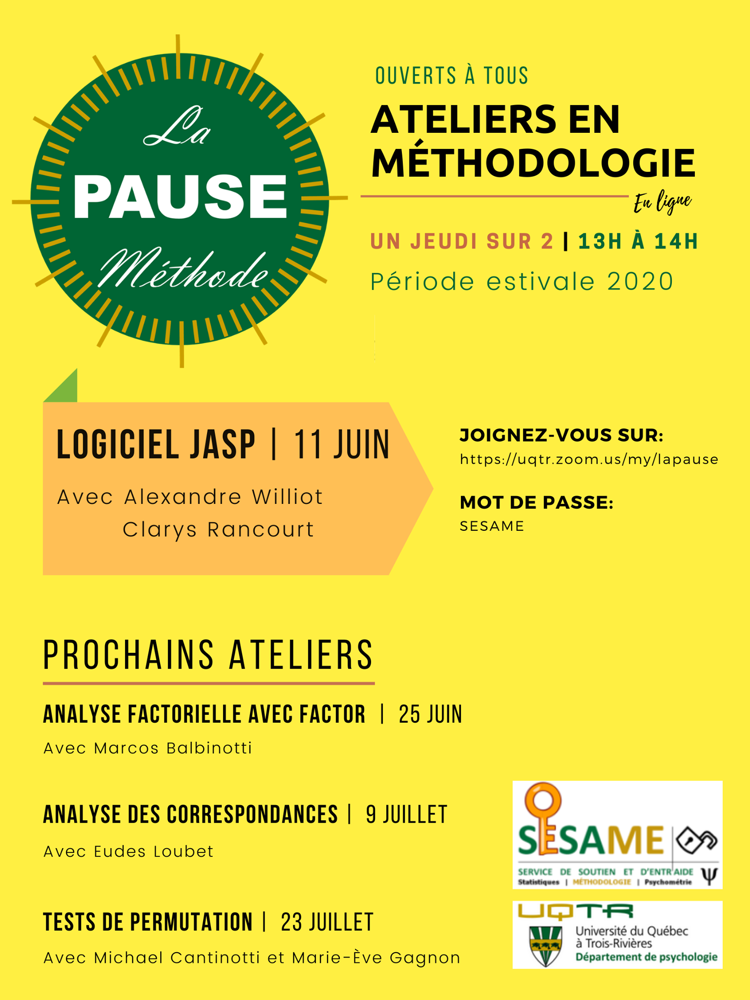 La
PAUSE
Méthode
OUVERTS À TOUS
ATELIERS EN
MÉTHODOLOGIE
En ligne
UN JEUDI SUR 2 | 13H À 14H
Période estivale 2020
LOGICIEL JASP | 11 JUIN
Avec Alexandre Williot
Clarys Rancourt
JOIGNEZ-VOUS SUR:
https://uqtr.zoom.us/my/lapause
MOT DE PASSE:
SESAME
PROCHAINS ATELIERS
ANALYSE FACTORIELLE AVEC FACTOR | 25 JUIN
Avec Marcos Balbinotti
ANALYSE DES CORRESPONDANCES | 9 JUILLET
Avec Eudes Loubet
TESTS DE PERMUTATION | 23 JUILLET
Avec Michael Cantinotti et Marie-Ève Gagnon
SESAME
SERVICE DE SOUTIEN ET D'ENTRAIDE
Statistiques | MÉTHODOLOGIE | Psychométrie
Ψ
UQTR
Université du Québec
à Trois-Rivières
Département de psychologie